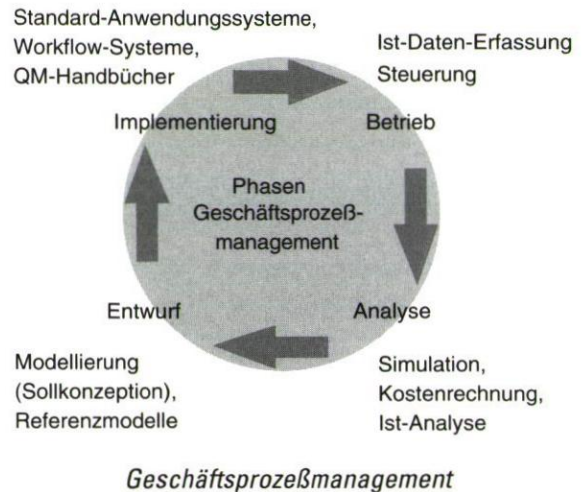 Standard-Anwendungssysteme,
Workflow-Systeme,
QM-Handbücher
Ist-Daten-Erfassung
Steuerung
Implementierung
Betrieb
Phasen
Geschäftsprozeß-
management
Entwurf
Analyse
Modellierung
(Sollkonzeption),
Referenzmodelle
Simulation,
Kostenrechnung,
Ist-Analyse
Geschäftsprozeßmanagement